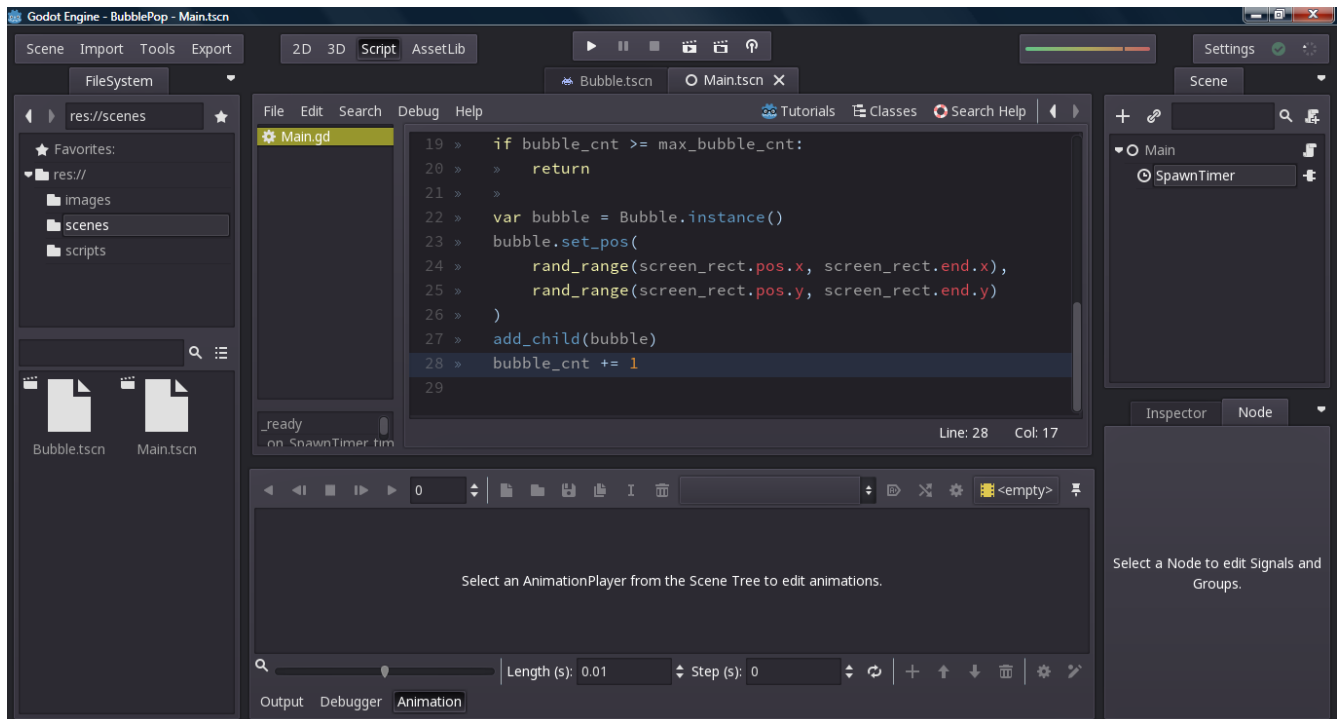 Godot Engine - BubblePop - Main.tscn
Scene Import Tools Export
2D 3D Script AssetLib
Settings
FileSystem
res://scenes
Favorites:
res://
images
scenes
scripts
Bubble.tscn
Main.tscn
Bubble.tscn
Main.tscn
File Edit Search Debug Help
Tutorials Classes Search Help
Main.gd
_ready
_on_SpawnTimer_tim
19 » if bubble_cnt >= max_bubble_cnt:
20 » » return
21 » »
22 » var bubble = Bubble.instance()
23 » bubble.set_pos(
24 » rand_range(screen_rect.pos.x, screen_rect.end.x),
25 » rand_range(screen_rect.pos.y, screen_rect.end.y)
26 » )
27 » add_child(bubble)
28 » bubble_cnt += 1
29
Line: 28 Col: 17
0
<empty>
Select an AnimationPlayer from the Scene Tree to edit animations.
Length (s): 0.01 Step (s): 0
Output Debugger Animation
Scene
Main
SpawnTimer
Inspector Node
Select a Node to edit Signals and
Groups.